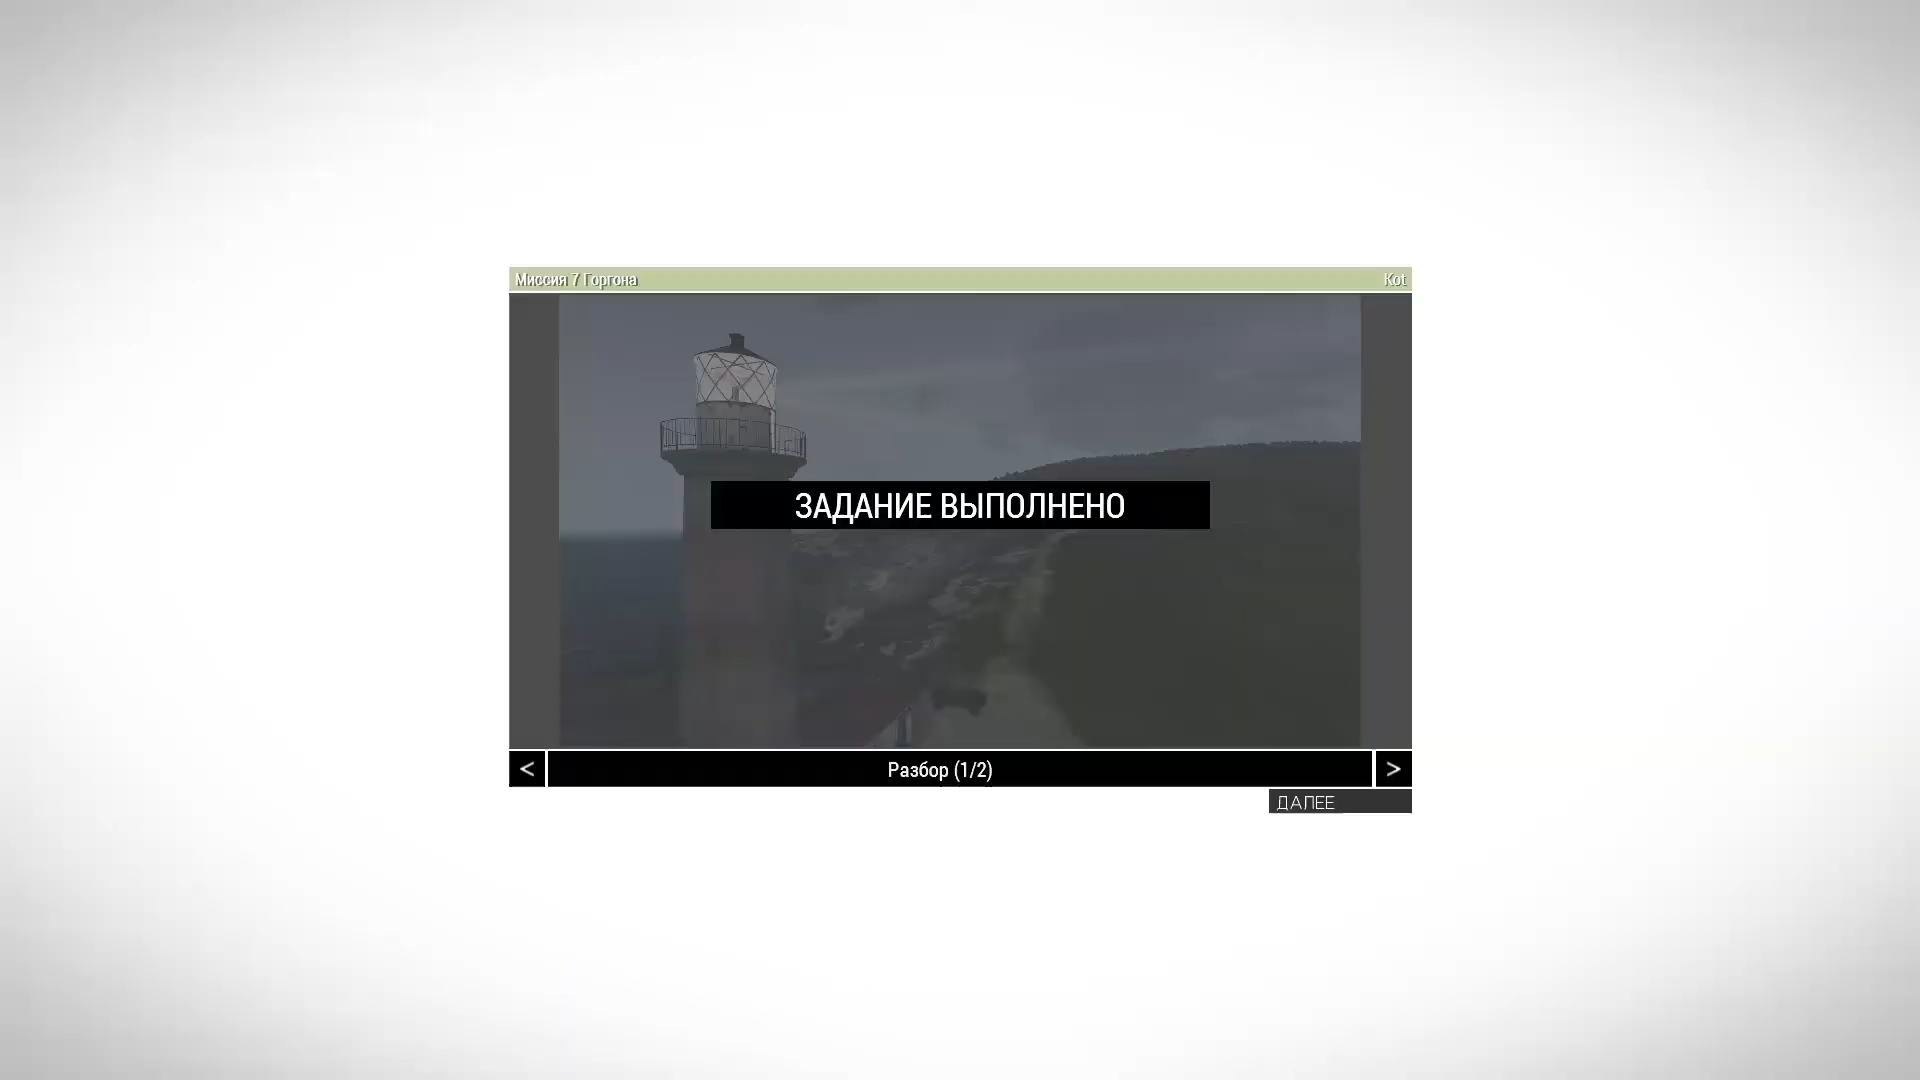 Миссия 7 Горгона
Kot
ЗАДАНИЕ ВЫПОЛНЕНО
<
Разбор (1/2)
>
ДАЛЕЕ